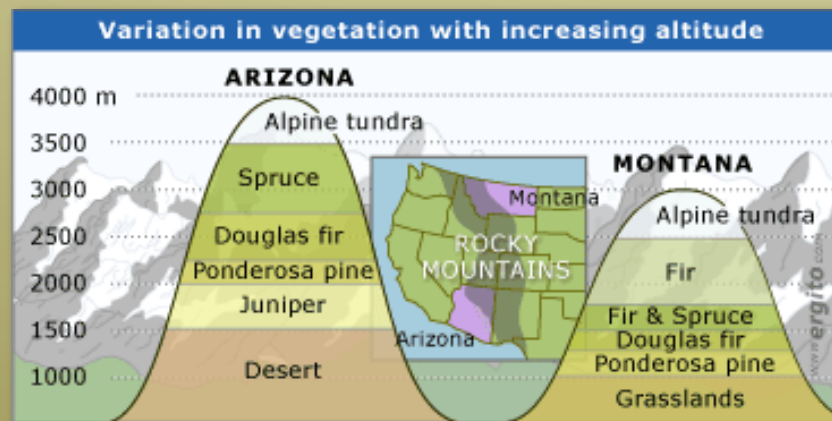 Variation in vegetation with increasing altitude
ARIZONA
4000 m
3500
3000
2500
2000
1500
1000
Alpine tundra
Spruce
Douglas fir
Ponderosa pine
Juniper
Desert
Montana
ROCKY
MOUNTAINS
Arizona
MONTANA
Alpine tundra
Fir
Fir & Spruce
Douglas fir
Ponderosa pine
Grasslands
www.ergito.com